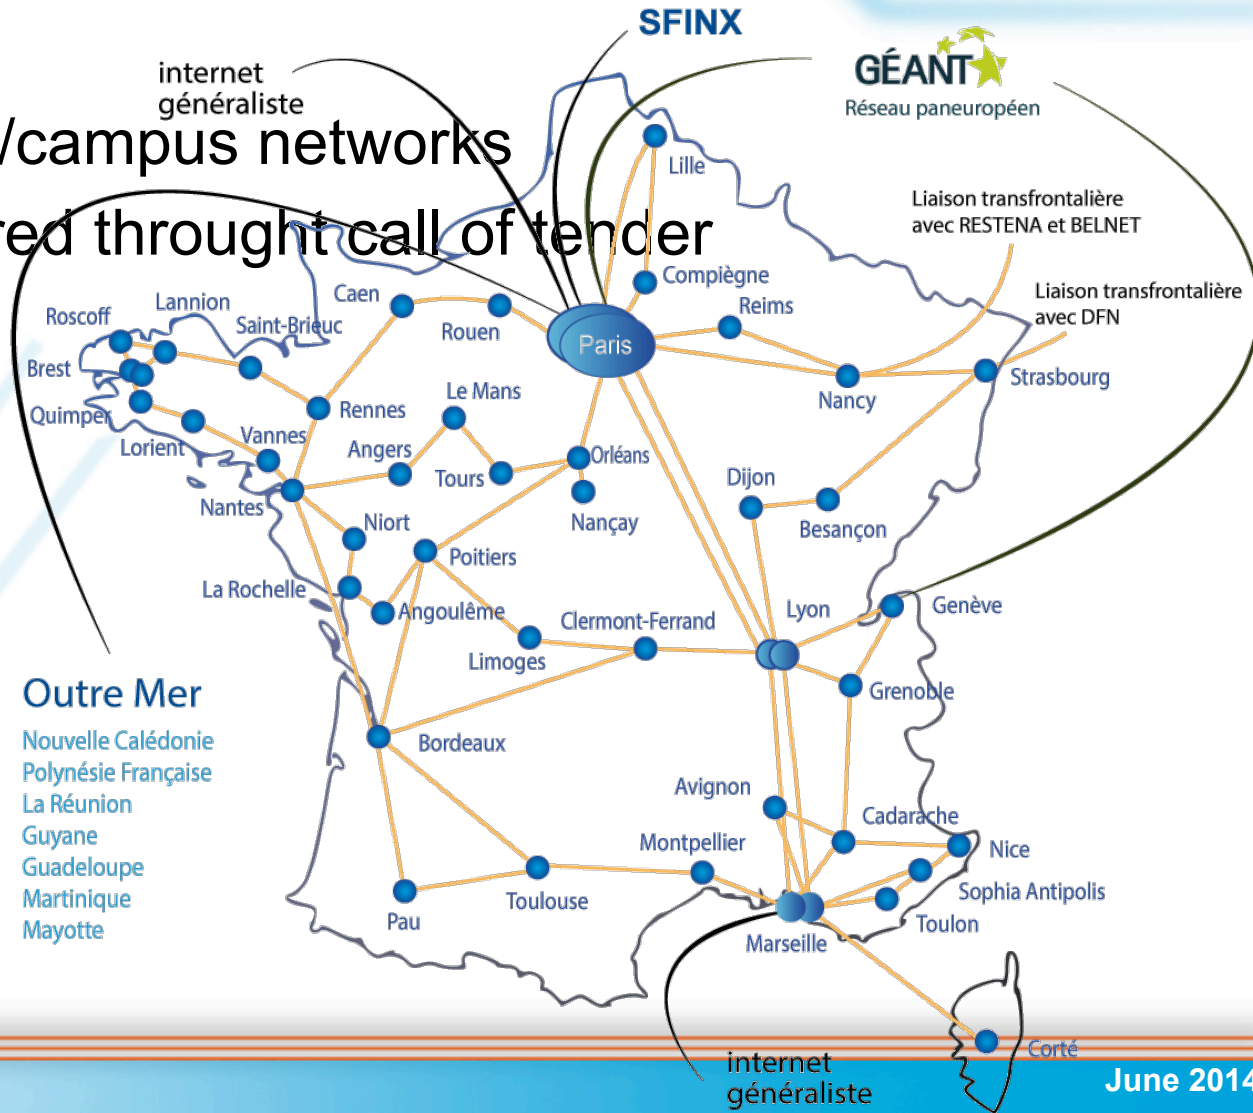 SFINX
internet
généraliste
GÉANT
Réseau paneuropéen
/campus networks
red throught call of tender
Lille
Liaison transfrontalière
avec RESTENA et BELNET
Compiègne
Liaison transfrontalière
avec DFN
Roscoff
Lannion
Caen
Reims
Saint-Brieuc
Rouen
Paris
Brest
Strasbourg
Le Mans
Nancy
Quimper
Rennes
Lorient
Vannes
Angers
Tours
Orléans
Dijon
Nantes
Niort
Nançay
Besançon
Poitiers
La Rochelle
Angoulême
Clermont-Ferrand
Lyon
Genève
Limoges
Grenoble
Outre Mer
Nouvelle Calédonie
Polynésie Française
La Réunion
Guyane
Guadeloupe
Martinique
Mayotte
Bordeaux
Avignon
Cadarache
Montpellier
Nice
Sophia Antipolis
Toulouse
Pau
Toulon
Marseille
Corté
internet
généraliste
June 2014